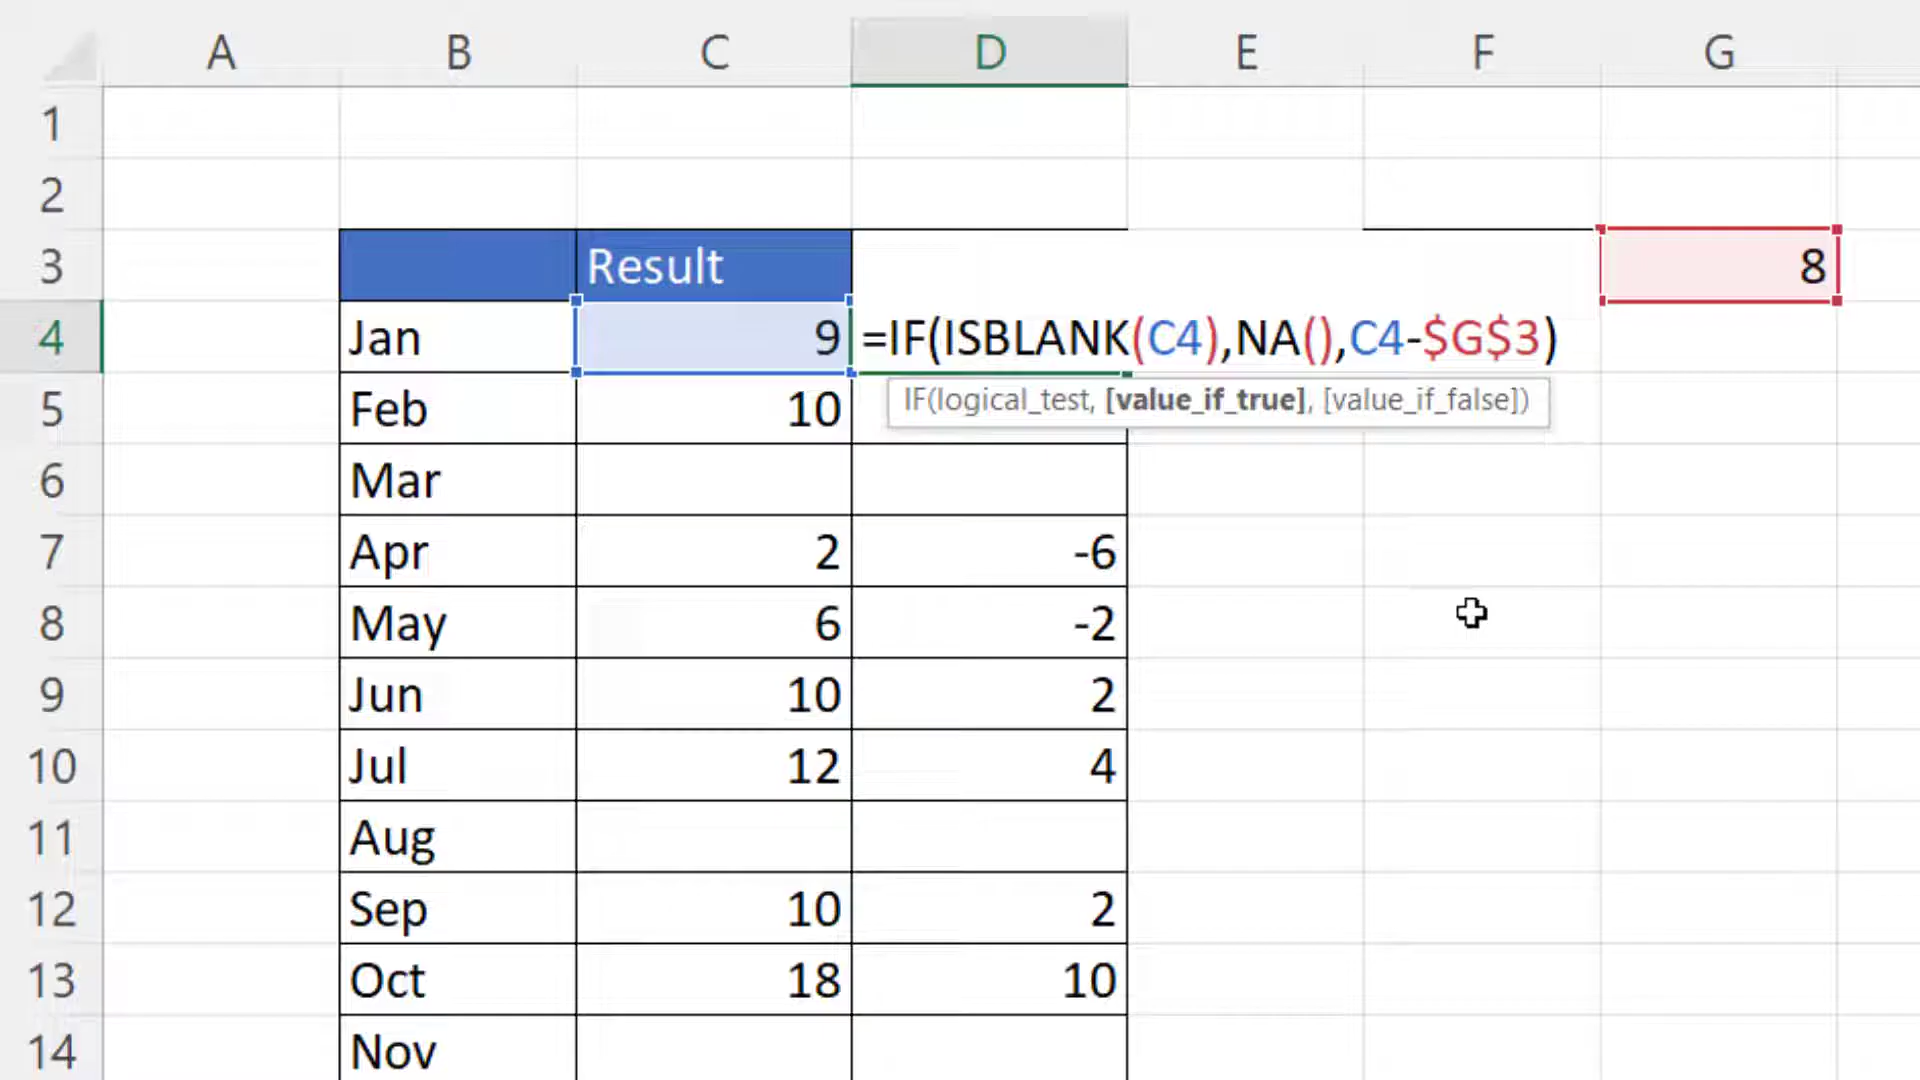 A B C D E F G
1
2
3 Result 8
4 Jan 9 =IF(ISBLANK(C4),NA(),C4-$G$3)
IF(logical_test, [value_if_true], [value_if_false])
5 Feb 10
6 Mar
7 Apr 2 -6
8 May 6 -2
9 Jun 10 2
10 Jul 12 4
11 Aug
12 Sep 10 2
13 Oct 18 10
14 Nov